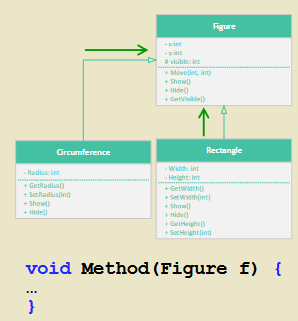 Figure
- x:int
- y:int
# visible: int
+ Move(int, int)
+ Show()
+ Hide()
+ GetVisible()
Circumference
- Radius: int
+ GetRadius()
+ SetRadius(int)
+ Show()
+ Hide()
Rectangle
- Width: int
- Height: int
+ GetWidth()
+ SetWidth(int)
+ Show()
+ Hide()
+ GetHeight()
+ SetHeight(int)
void Method(Figure f) {
...
}